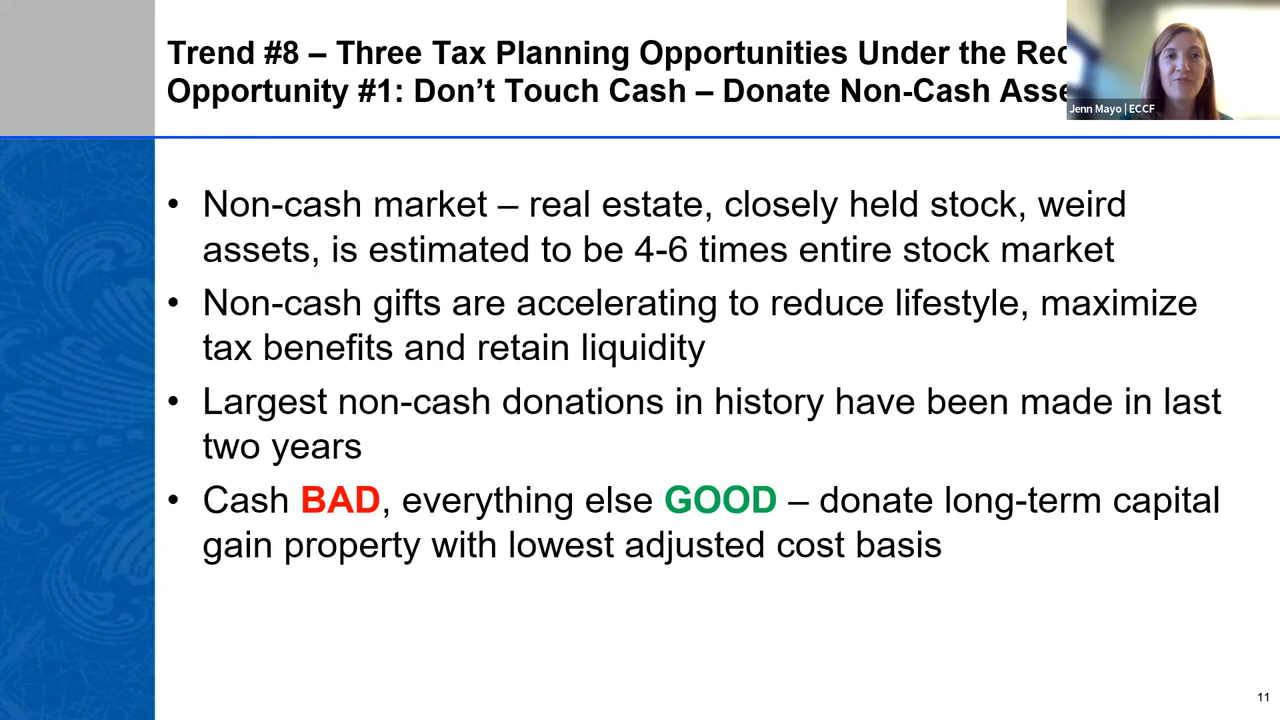 Trend #8 – Three Tax Planning Opportunities Under the
Opportunity #1: Don't Touch Cash – Donate Non-Cash
Jenn Mayo | ECCF
• Non-cash market – real estate, closely held stock, weird
assets, is estimated to be 4-6 times entire stock market
• Non-cash gifts are accelerating to reduce lifestyle, maximize
tax benefits and retain liquidity
• Largest non-cash donations in history have been made in last
two years
• Cash BAD, everything else GOOD – donate long-term capital
gain property with lowest adjusted cost basis
11